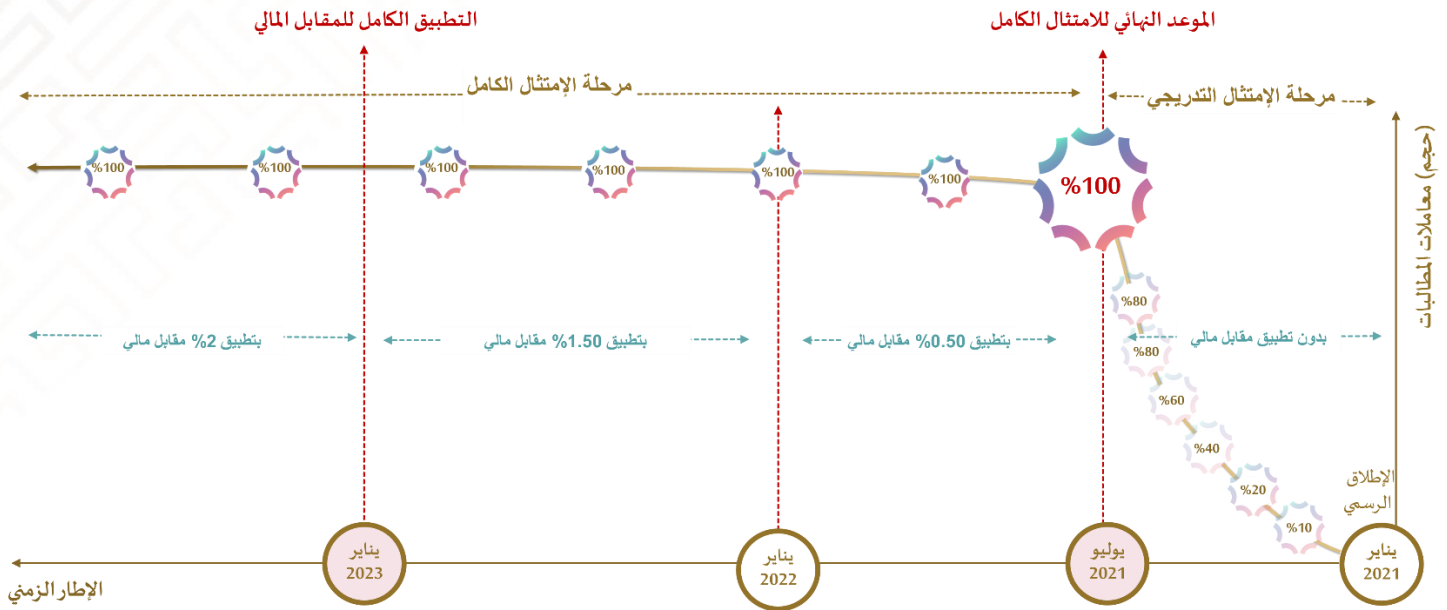 الموعد النهائي للامتثال الكامل
التطبيق الكامل للمقابل المالي
مرحلة الإمتثال التدريجي
مرحلة الإمتثال الكامل
(حجم) معاملات المطالبات
%100
%100
%100
%100
%100
%100
%100
%80
%80
%60
%40
%20
%10
بدون تطبيق مقابل مالي
بتطبيق 0.50% مقابل مالي
بتطبيق 1.50% مقابل مالي
بتطبيق 2% مقابل مالي
الإطلاق
الرسمي
يناير
2021
يوليو
2021
يناير
2022
يناير
2023
الإطار الزمني